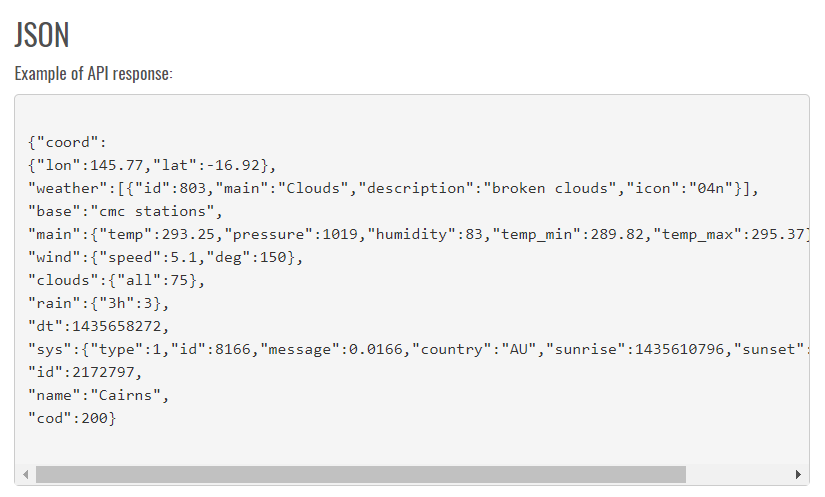 JSON
Example of API response:
{"coord":
{"lon":145.77,"lat":-16.92},
"weather":[{"id":803,"main":"Clouds","description":"broken clouds","icon":"04n"}],
"base":"cmc stations",
"main":{"temp":293.25,"pressure":1019,"humidity":83,"temp_min":289.82,"temp_max":295.37}
"wind":{"speed":5.1,"deg":150},
"clouds":{"all":75},
"rain":{"3h":3},
"dt":1435658272,
"sys":{"type":1,"id":8166,"message":0.0166,"country":"AU","sunrise":1435610796,"sunset":
"id":2172797,
"name":"Cairns",
"cod":200}